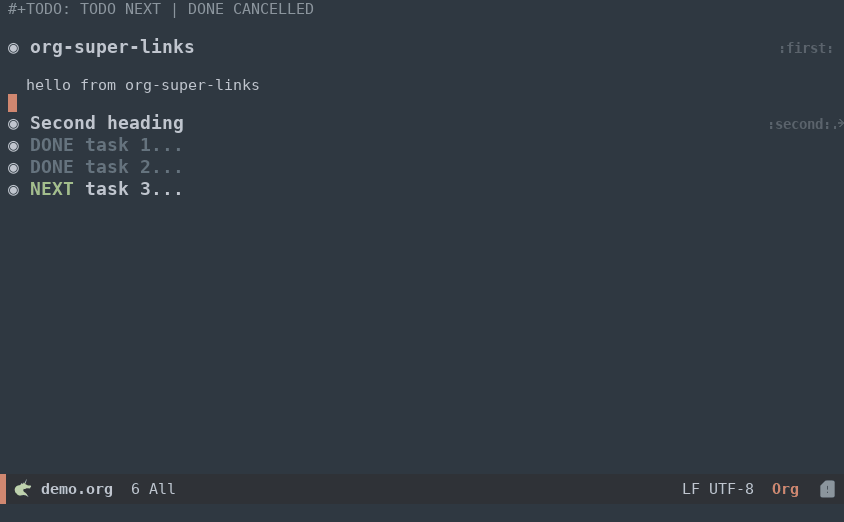 #+TODO: TODO NEXT | DONE CANCELLED
◉ org-super-links :first:
hello from org-super-links
◉ Second heading :second:..
◉ DONE task 1...
◉ DONE task 2...
◉ NEXT task 3...
demo.org 6 All LF UTF-8 Org